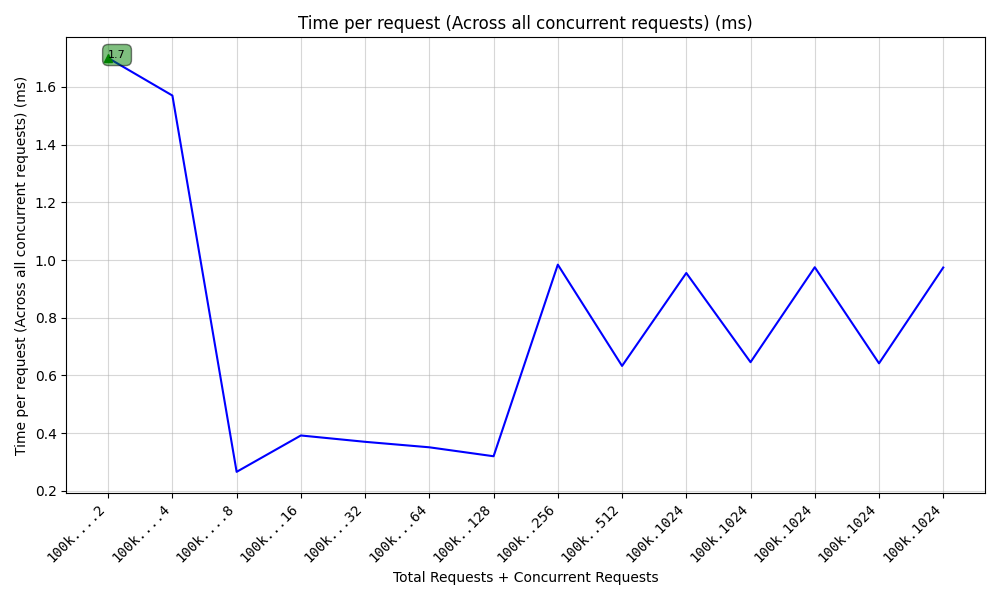 Time per request (Across all concurrent requests) (ms)
1.7
Time per request (Across all concurrent requests) (ms)
1.6
1.4
1.2
1.0
0.8
0.6
0.4
0.2
100k....2
100k....4
100k....8
100k...16
100k...32
100k...64
100k..128
100k..256
100k..512
100k.1024
100k.1024
100k.1024
100k.1024
100k.1024
Total Requests + Concurrent Requests